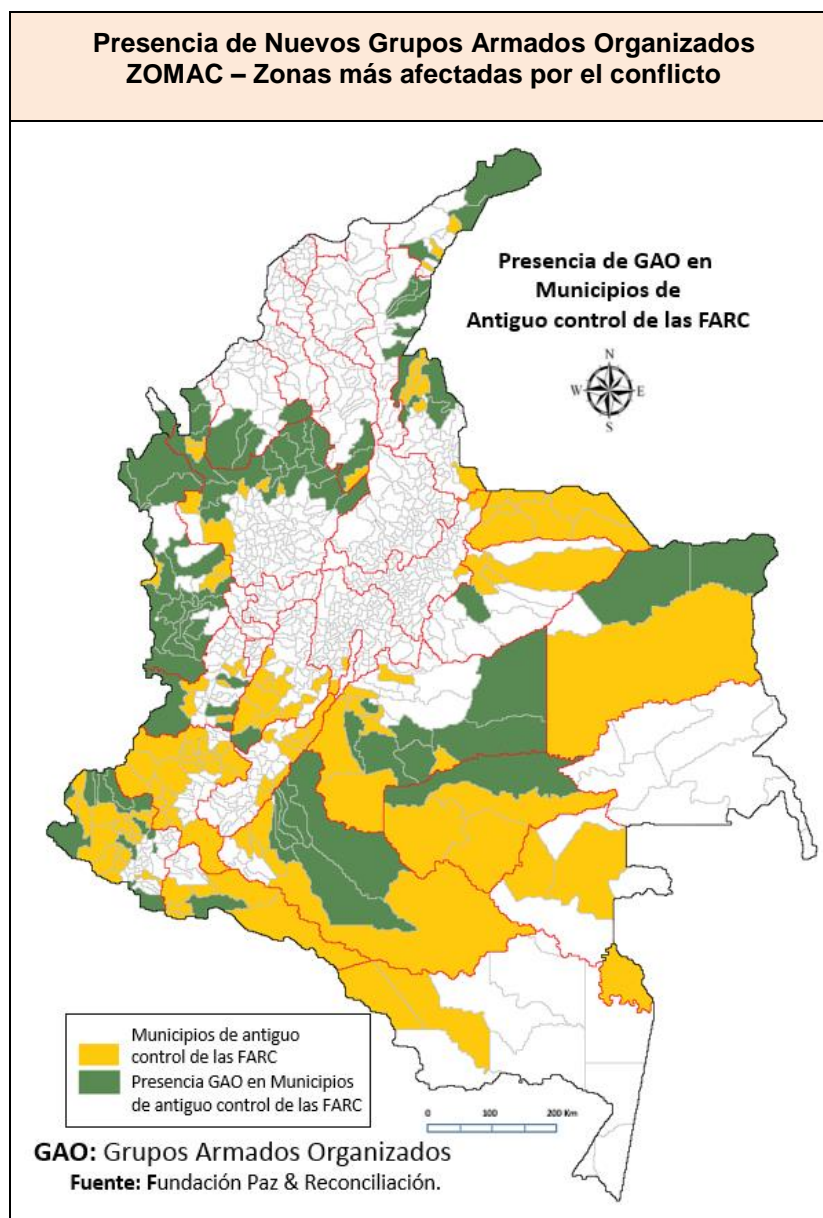 Presencia de Nuevos Grupos Armados Organizados
ZOMAC – Zonas más afectadas por el conflicto
Presencia de GAO en
Municipios de
Antiguo control de las FARC
N
W E
S
Municipios de antiguo
control de las FARC
Presencia GAO en Municipios
de antiguo control de las FARC
0 100 200 Km
GAO: Grupos Armados Organizados
Fuente: Fundación Paz & Reconciliación.